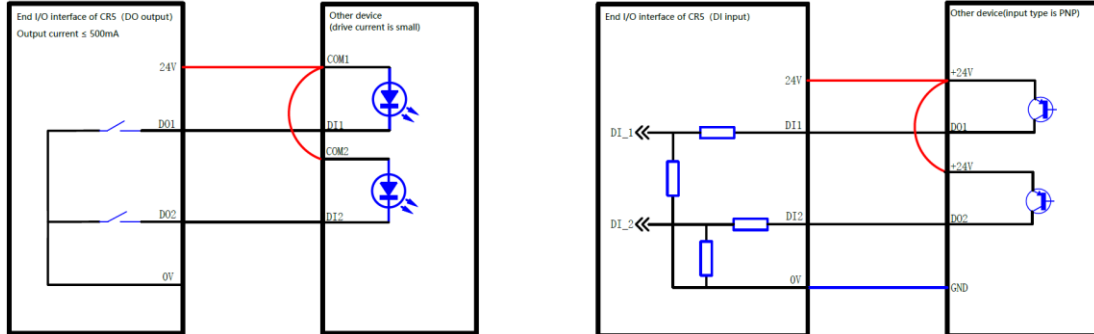 End I/O interface of CR5（DO output）
Output current ≤ 500mA
Other device
(drive current is small)
24V
COM1
DO1
DI1
COM2
DO2
DI2
0V
End I/O interface of CR5（DI input）
Other device(input type is PNP)
24V
+24V
DI_1
DI1
DO1
+24V
DI_2
DI2
DO2
0V
GND